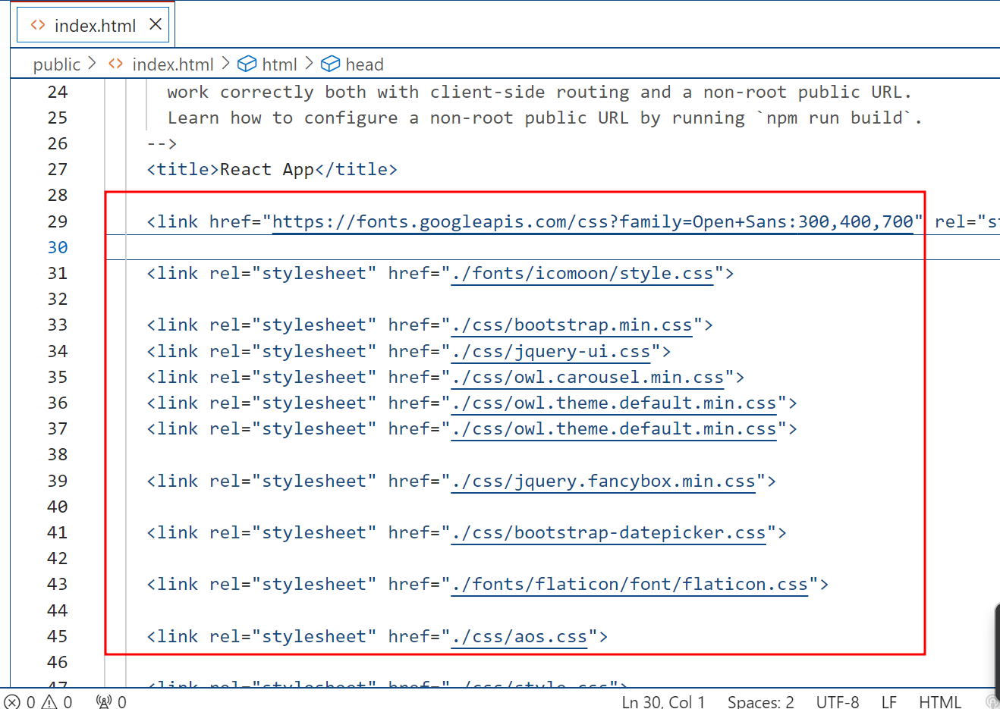 index.html
public > index.html > html > head
24 work correctly both with client-side routing and a non-root public URL.
25 Learn how to configure a non-root public URL by running `npm run build`.
26 -->
27 <title>React App</title>
28
29 <link href="https://fonts.googleapis.com/css?family=Open+Sans:300,400,700" rel="s
30
31 <link rel="stylesheet" href="./fonts/icomoon/style.css">
32
33 <link rel="stylesheet" href="./css/bootstrap.min.css">
34 <link rel="stylesheet" href="./css/jquery-ui.css">
35 <link rel="stylesheet" href="./css/owl.carousel.min.css">
36 <link rel="stylesheet" href="./css/owl.theme.default.min.css">
37 <link rel="stylesheet" href="./css/owl.theme.default.min.css">
38
39 <link rel="stylesheet" href="./css/jquery.fancybox.min.css">
40
41 <link rel="stylesheet" href="./css/bootstrap-datepicker.css">
42
43 <link rel="stylesheet" href="./fonts/flaticon/font/flaticon.css">
44
45 <link rel="stylesheet" href="./css/aos.css">
46
47 <link rel="stylesheet" href="./css/style.css">
0 0 0 Ln 30, Col 1 Spaces: 2 UTF-8 LF HTML